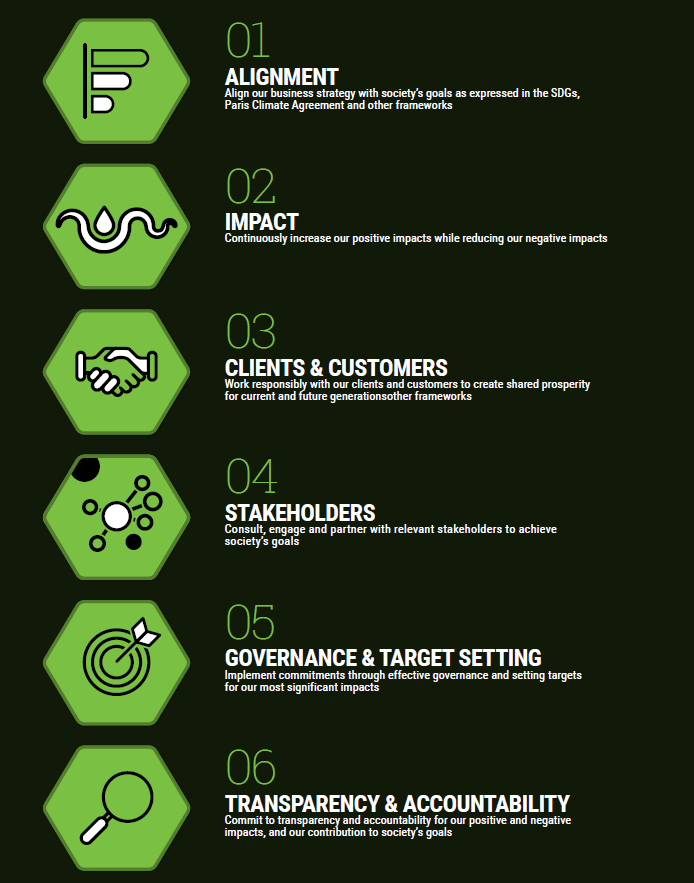 01
ALIGNMENT
Align our business strategy with society's goals as expressed in the SDGs,
Paris Climate Agreement and other frameworks
02
IMPACT
Continuously increase our positive impacts while reducing our negative impacts
03
CLIENTS & CUSTOMERS
Work responsibly with our clients and customers to create shared prosperity
for current and future generationsother frameworks
04
STAKEHOLDERS
Consult, engage and partner with relevant stakeholders to achieve
society's goals
05
GOVERNANCE & TARGET SETTING
Implement commitments through effective governance and setting targets
for our most significant impacts
06
TRANSPARENCY & ACCOUNTABILITY
Commit to transparency and accountability for our positive and negative
impacts, and our contribution to society's goals